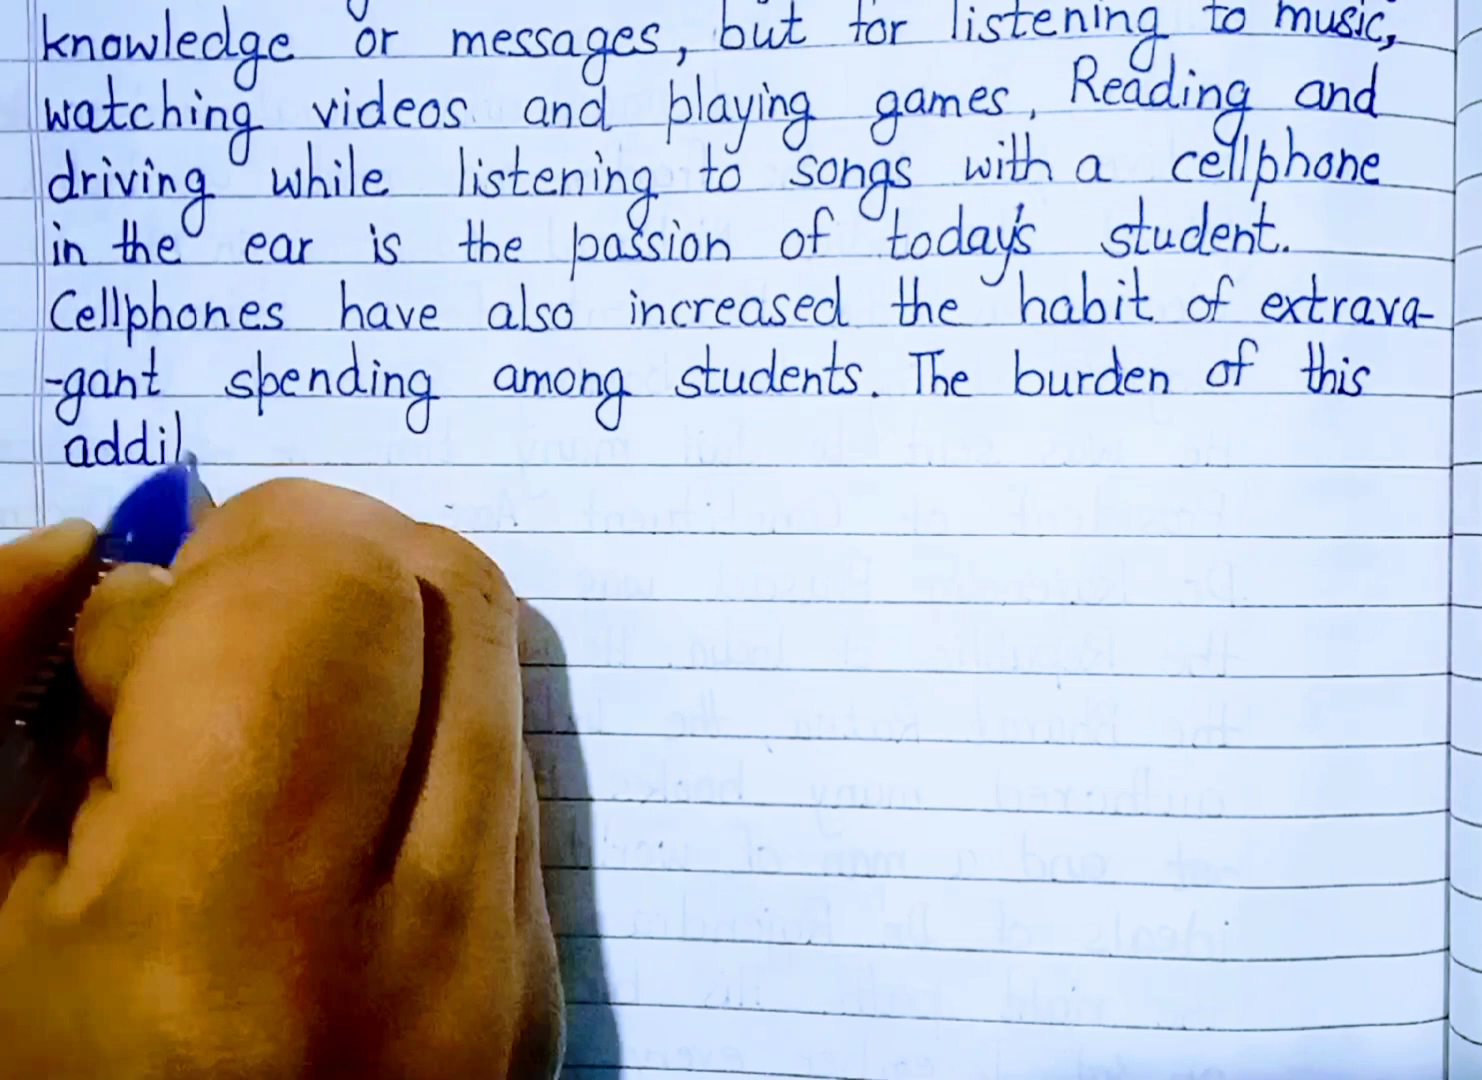 knowledge or messages, but for listening to music,
watching videos and playing games. Reading and
driving while listening to songs with a cellphone
in the ear is the passion of today's student.
Cellphones have also increased the habit of extrava-
-gant spending among students. The burden of this